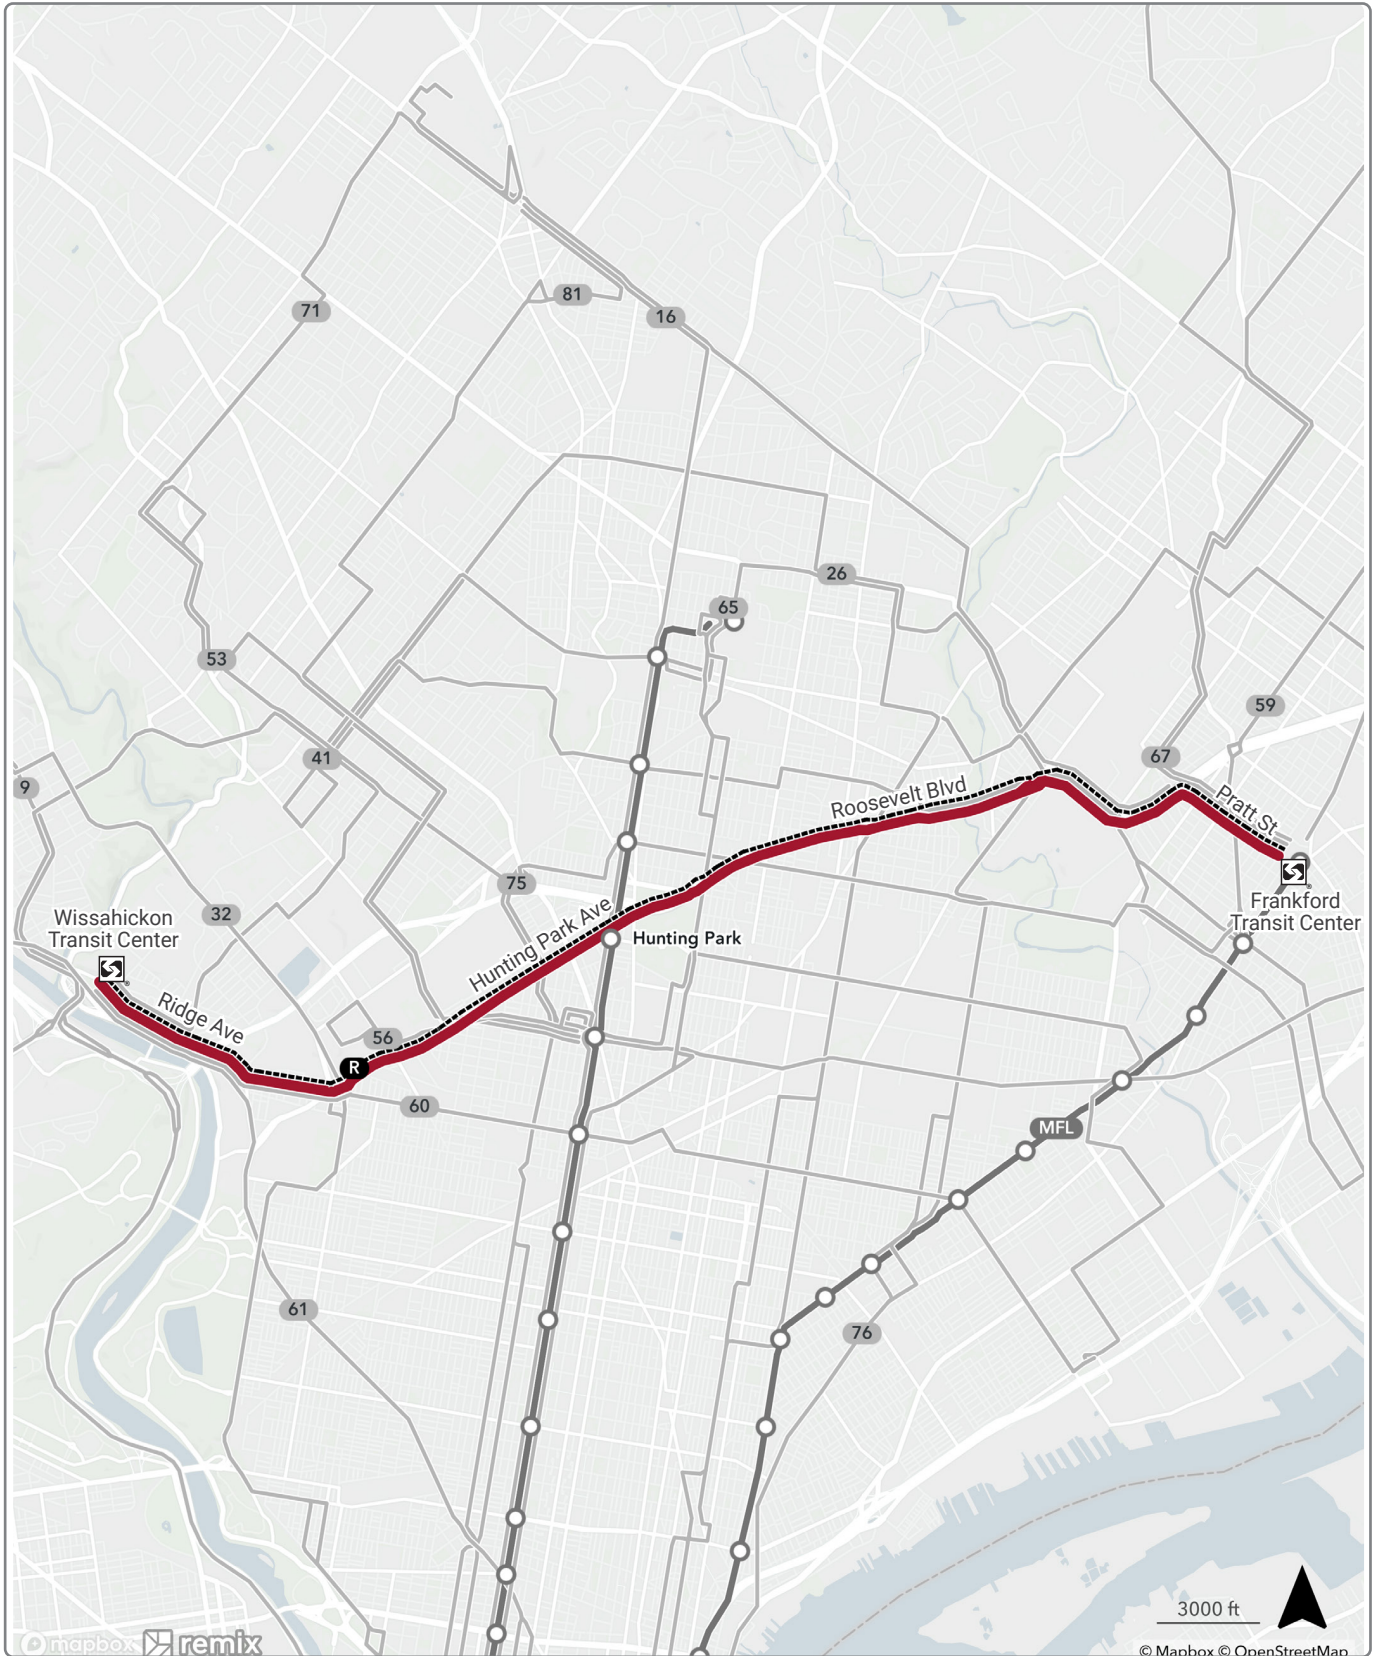 81
71
16
26
65
53
59
67
41
9
Roosevelt Blvd
Pratt St
75
Frankford
Transit Center
Wissahickon
Transit Center
32
Hunting Park Ave
Hunting Park
Ridge Ave
56
R
60
MFL
61
76
3000 ft
mapbox
remix
© Mapbox © OpenStreetMap